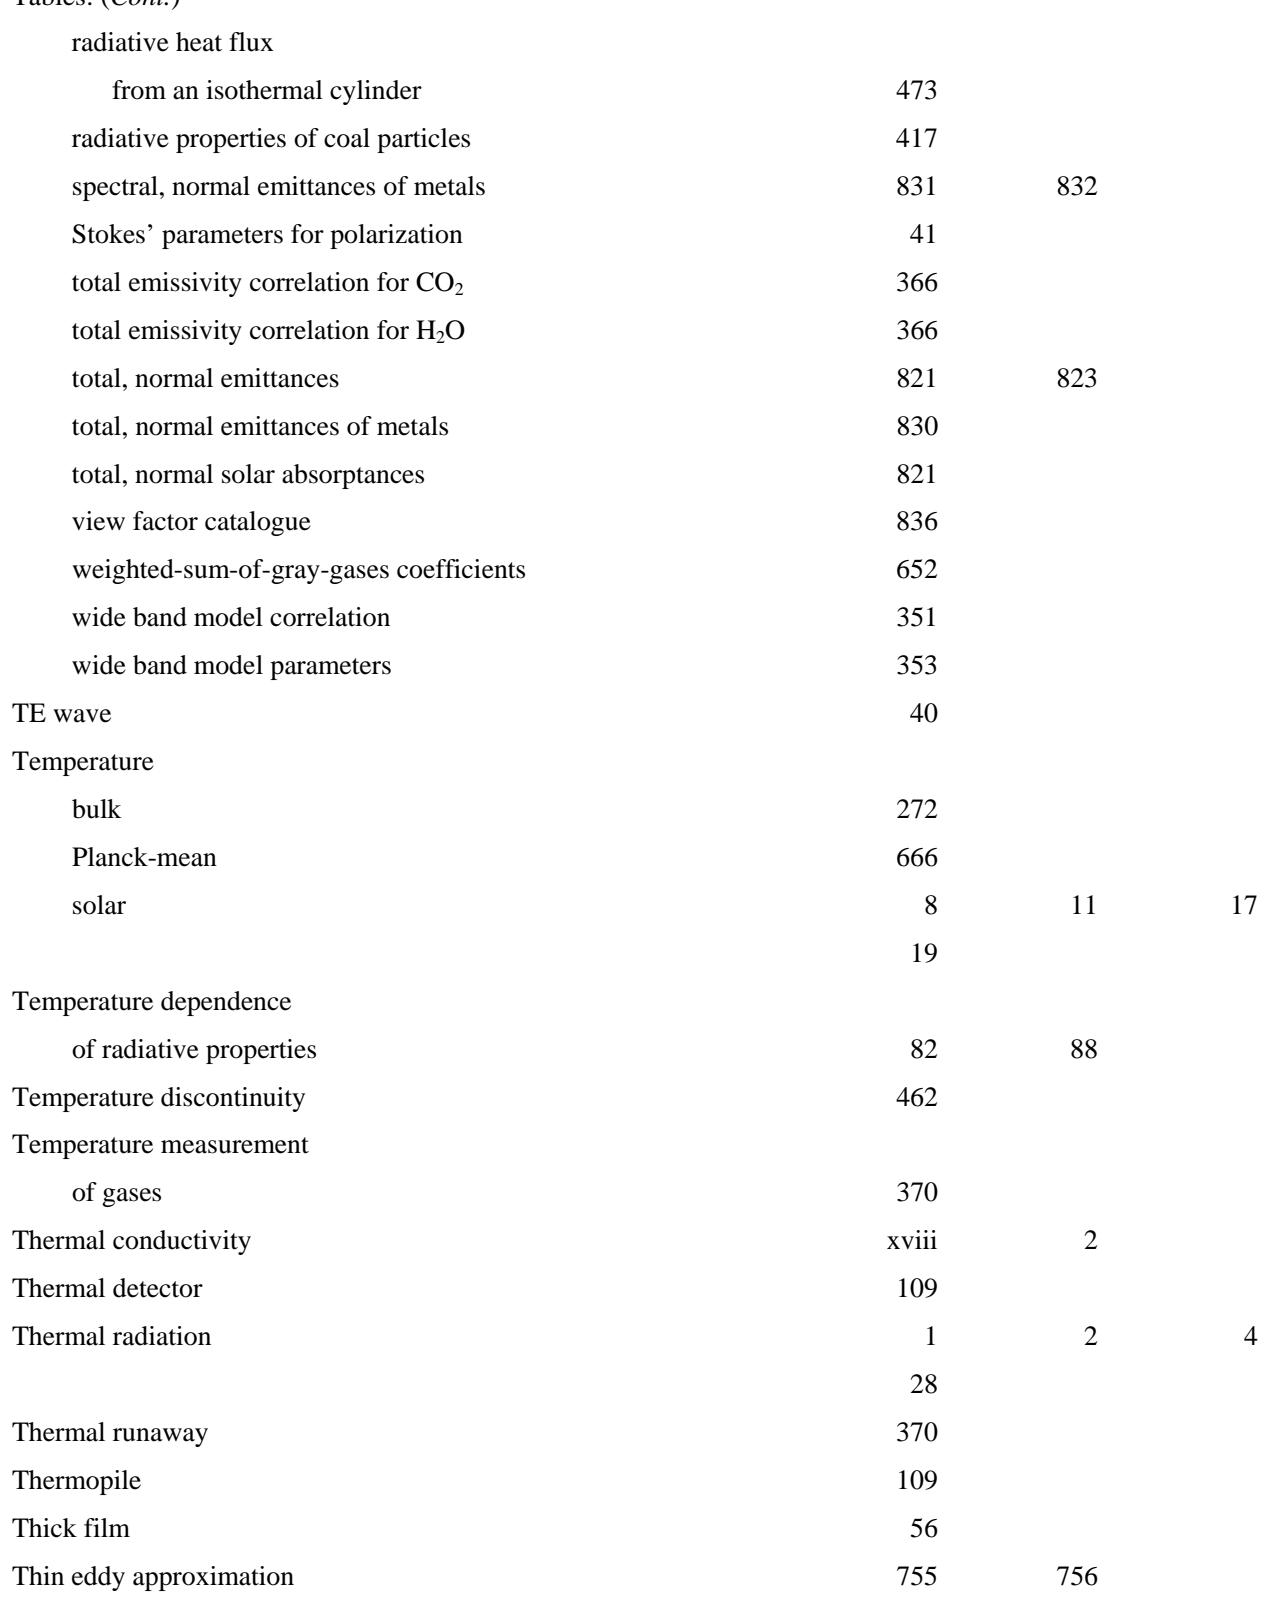 Tables: (Cont.)
radiative heat flux
from an isothermal cylinder 473
radiative properties of coal particles 417
spectral, normal emittances of metals 831 832
Stokes’ parameters for polarization 41
total emissivity correlation for CO₂ 366
total emissivity correlation for H₂O 366
total, normal emittances 821 823
total, normal emittances of metals 830
total, normal solar absorptances 821
view factor catalogue 836
weighted-sum-of-gray-gases coefficients 652
wide band model correlation 351
wide band model parameters 353
TE wave 40
Temperature
bulk 272
Planck-mean 666
solar 8 11 17
19
Temperature dependence
of radiative properties 82 88
Temperature discontinuity 462
Temperature measurement
of gases 370
Thermal conductivity xviii 2
Thermal detector 109
Thermal radiation 1 2 4
28
Thermal runaway 370
Thermopile 109
Thick film 56
Thin eddy approximation 755 756